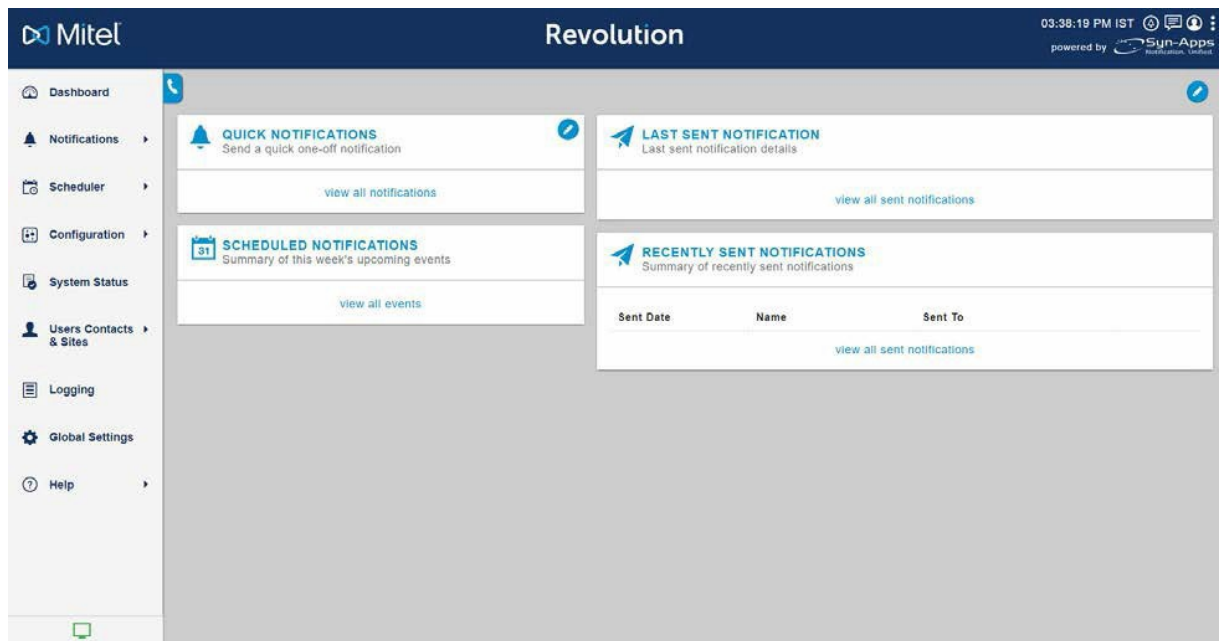 Mitel
Revolution
03:38:19 PM IST
powered by Syn-Apps
Notification. Unified.
Dashboard
Notifications
Scheduler
Configuration
System Status
Users Contacts
& Sites
Logging
Global Settings
Help
QUICK NOTIFICATIONS
Send a quick one-off notification
view all notifications
31
SCHEDULED NOTIFICATIONS
Summary of this week's upcoming events
view all events
LAST SENT NOTIFICATION
Last sent notification details
view all sent notifications
RECENTLY SENT NOTIFICATIONS
Summary of recently sent notifications
Sent Date Name Sent To
view all sent notifications